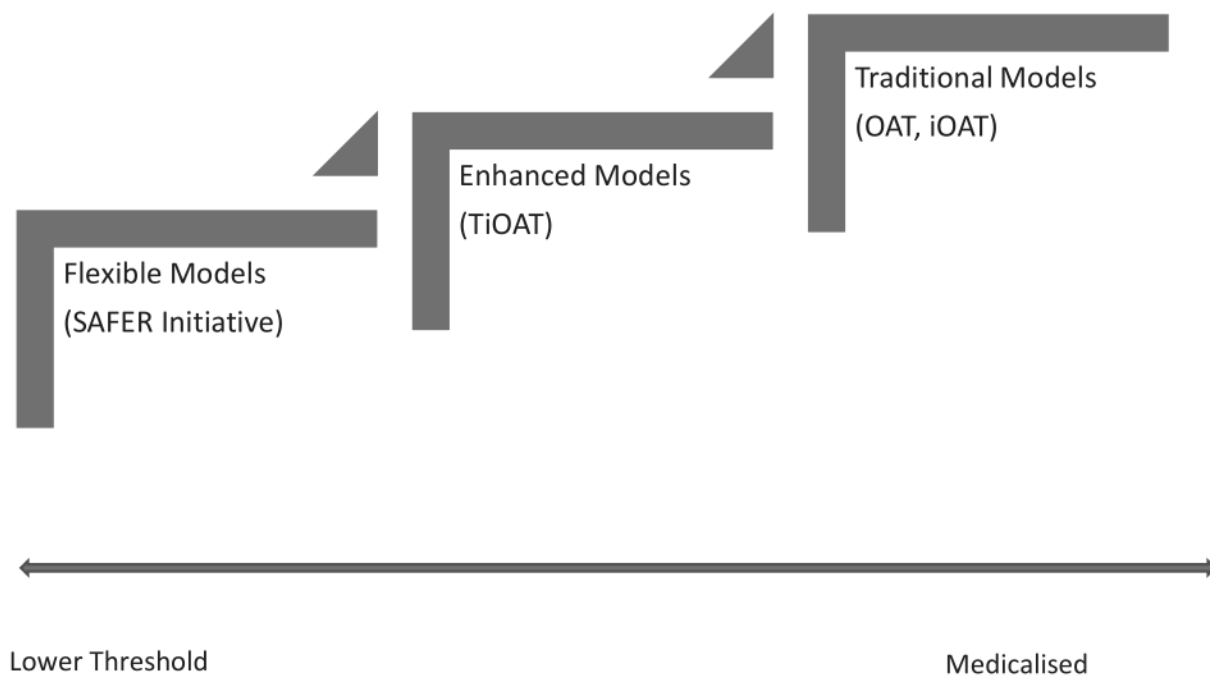 Traditional Models
(OAT, iOAT)
Enhanced Models
(TiOAT)
Flexible Models
(SAFER Initiative)
Lower Threshold
Medicalised